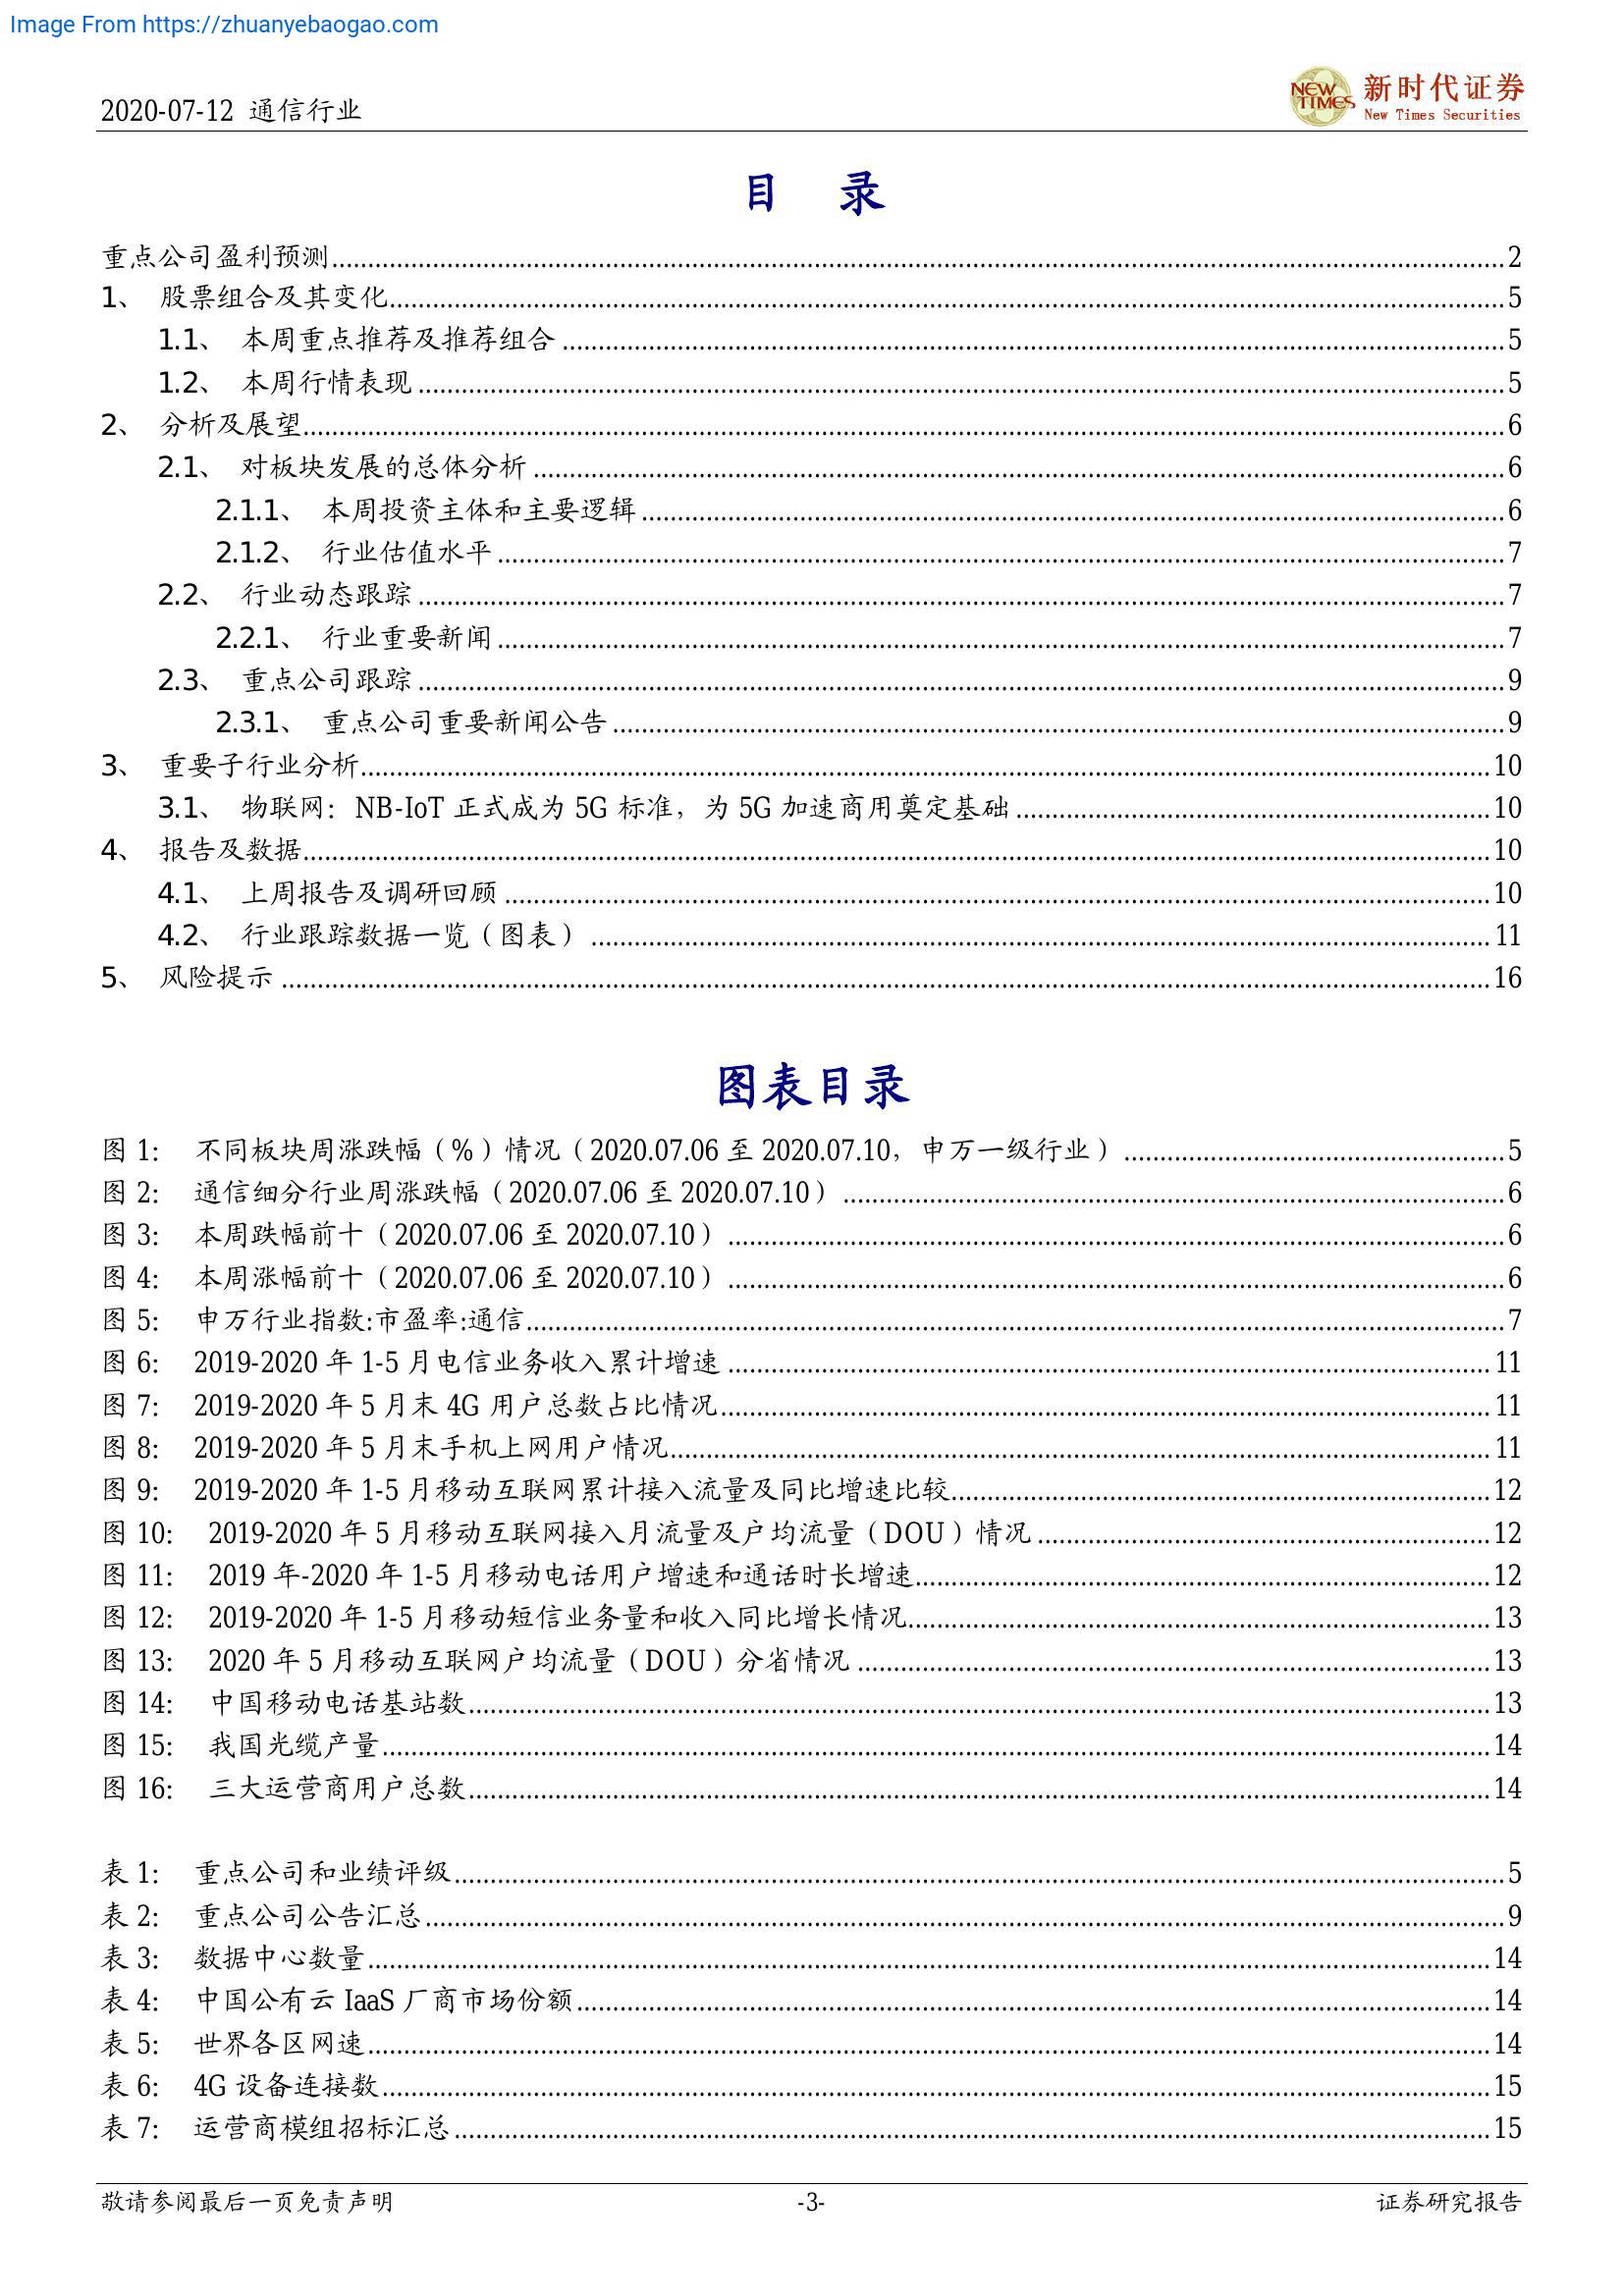 Image From https://zhuanyebaogao.com
2020-07-12 通信行业
NEW TIMES 新时代证券
New Times Securities
目 录
重点公司盈利预测 2
1、 股票组合及其变化 5
1.1、 本周重点推荐及推荐组合 5
1.2、 本周行情表现 5
2、 分析及展望 6
2.1、 对板块发展的总体分析 6
2.1.1、 本周投资主体和主要逻辑 6
2.1.2、 行业估值水平 7
2.2、 行业动态跟踪 7
2.2.1、 行业重要新闻 7
2.3、 重点公司跟踪 9
2.3.1、 重点公司重要新闻公告 9
3、 重要子行业分析 10
3.1、 物联网：NB-IoT 正式成为 5G 标准，为 5G 加速商用奠定基础 10
4、 报告及数据 10
4.1、 上周报告及调研回顾 10
4.2、 行业跟踪数据一览（图表） 11
5、 风险提示 16
图表目录
图 1: 不同板块周涨跌幅（%）情况（2020.07.06 至 2020.07.10，申万一级行业） 5
图 2: 通信细分行业周涨跌幅（2020.07.06 至 2020.07.10） 6
图 3: 本周跌幅前十（2020.07.06 至 2020.07.10） 6
图 4: 本周涨幅前十（2020.07.06 至 2020.07.10） 6
图 5: 申万行业指数:市盈率:通信 7
图 6: 2019-2020 年 1-5 月电信业务收入累计增速 11
图 7: 2019-2020 年 5 月末 4G 用户总数占比情况 11
图 8: 2019-2020 年 5 月末手机上网用户情况 11
图 9: 2019-2020 年 1-5 月移动互联网累计接入流量及同比增速比较 12
图 10: 2019-2020 年 5 月移动互联网接入月流量及户均流量（DOU）情况 12
图 11: 2019 年-2020 年 1-5 月移动电话用户增速和通话时长增速 12
图 12: 2019-2020 年 1-5 月移动短信业务量和收入同比增长情况 13
图 13: 2020 年 5 月移动互联网户均流量（DOU）分省情况 13
图 14: 中国移动电话基站数 13
图 15: 我国光缆产量 14
图 16: 三大运营商用户总数 14
表 1: 重点公司和业绩评级 5
表 2: 重点公司公告汇总 9
表 3: 数据中心数量 14
表 4: 中国公有云 IaaS 厂商市场份额 14
表 5: 世界各区网速 14
表 6: 4G 设备连接数 15
表 7: 运营商模组招标汇总 15
敬请参阅最后一页免责声明 -3- 证券研究报告